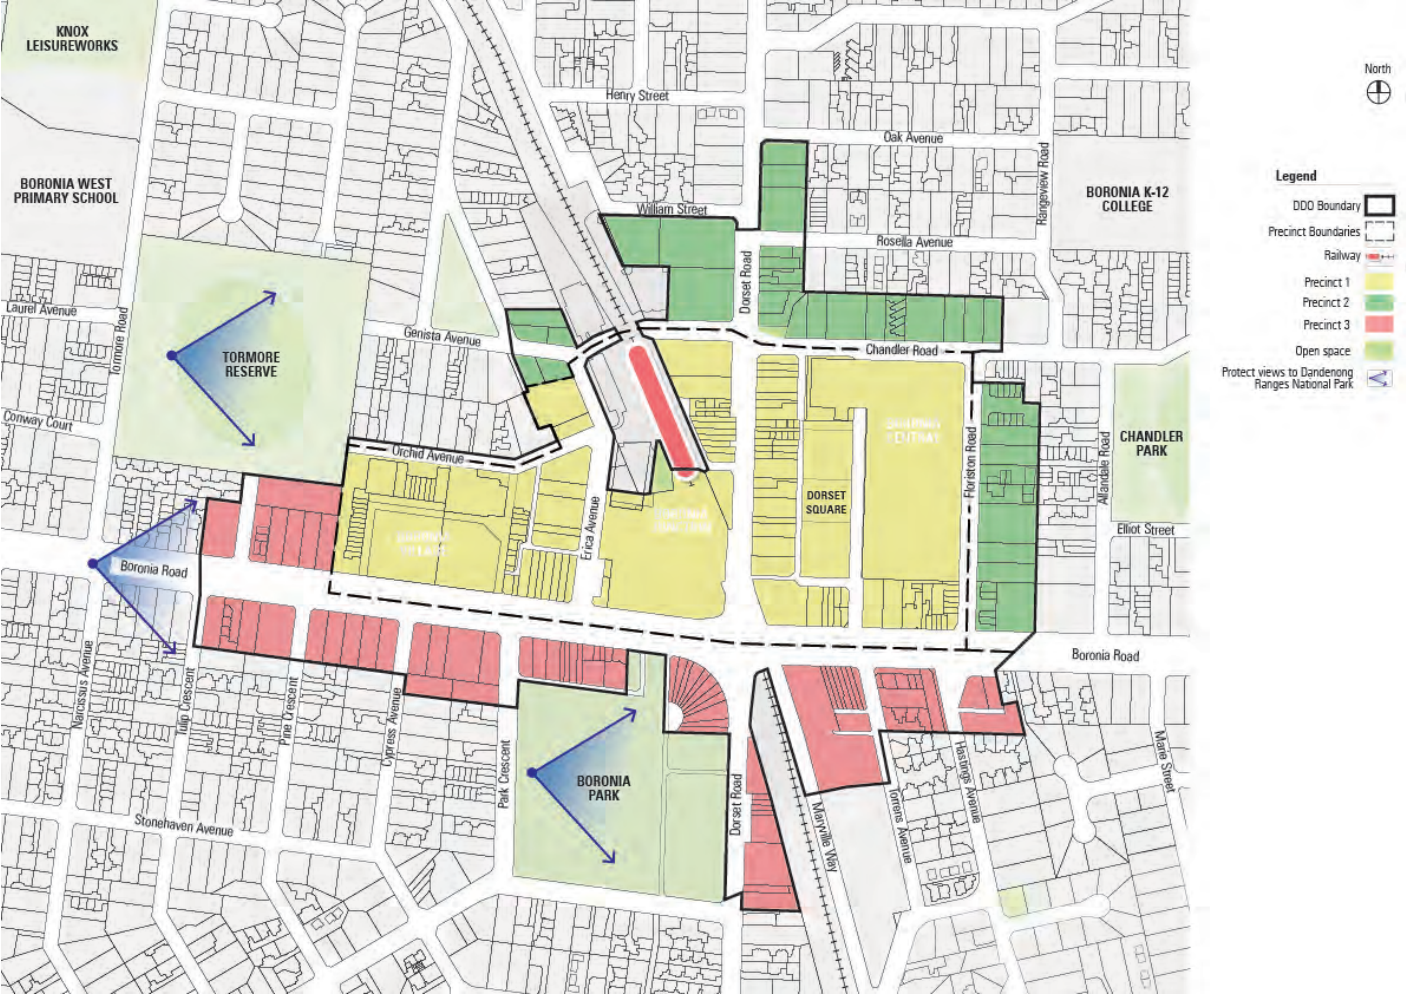 KNOX
LEISUREWORKS
North
Henry Street
Oak Avenue
Rangeview Road
BORONIA WEST
PRIMARY SCHOOL
BORONIA K-12
COLLEGE
Legend
DDO Boundary
Precinct Boundaries
Railway
Precinct 1
Precinct 2
Precinct 3
Open space
Protect views to Dandenong
Ranges National Park
William Street
Rosella Avenue
Dorset Road
Laurel Avenue
Tormore Road
Genista Avenue
TORMORE
RESERVE
Chandler Road
Conway Court
Orchid Avenue
Floriston Road
Allandale Road
CHANDLER
PARK
DORSET
SQUARE
Erica Avenue
Elliot Street
Boronia Road
Boronia Road
Narcissus Avenue
Tulip Crescent
Pine Crescent
Cypress Avenue
Park Crescent
BORONIA
PARK
Dorset Road
Maryville Way
Torrens Avenue
Hastings Avenue
Marie Street
Stonehaven Avenue